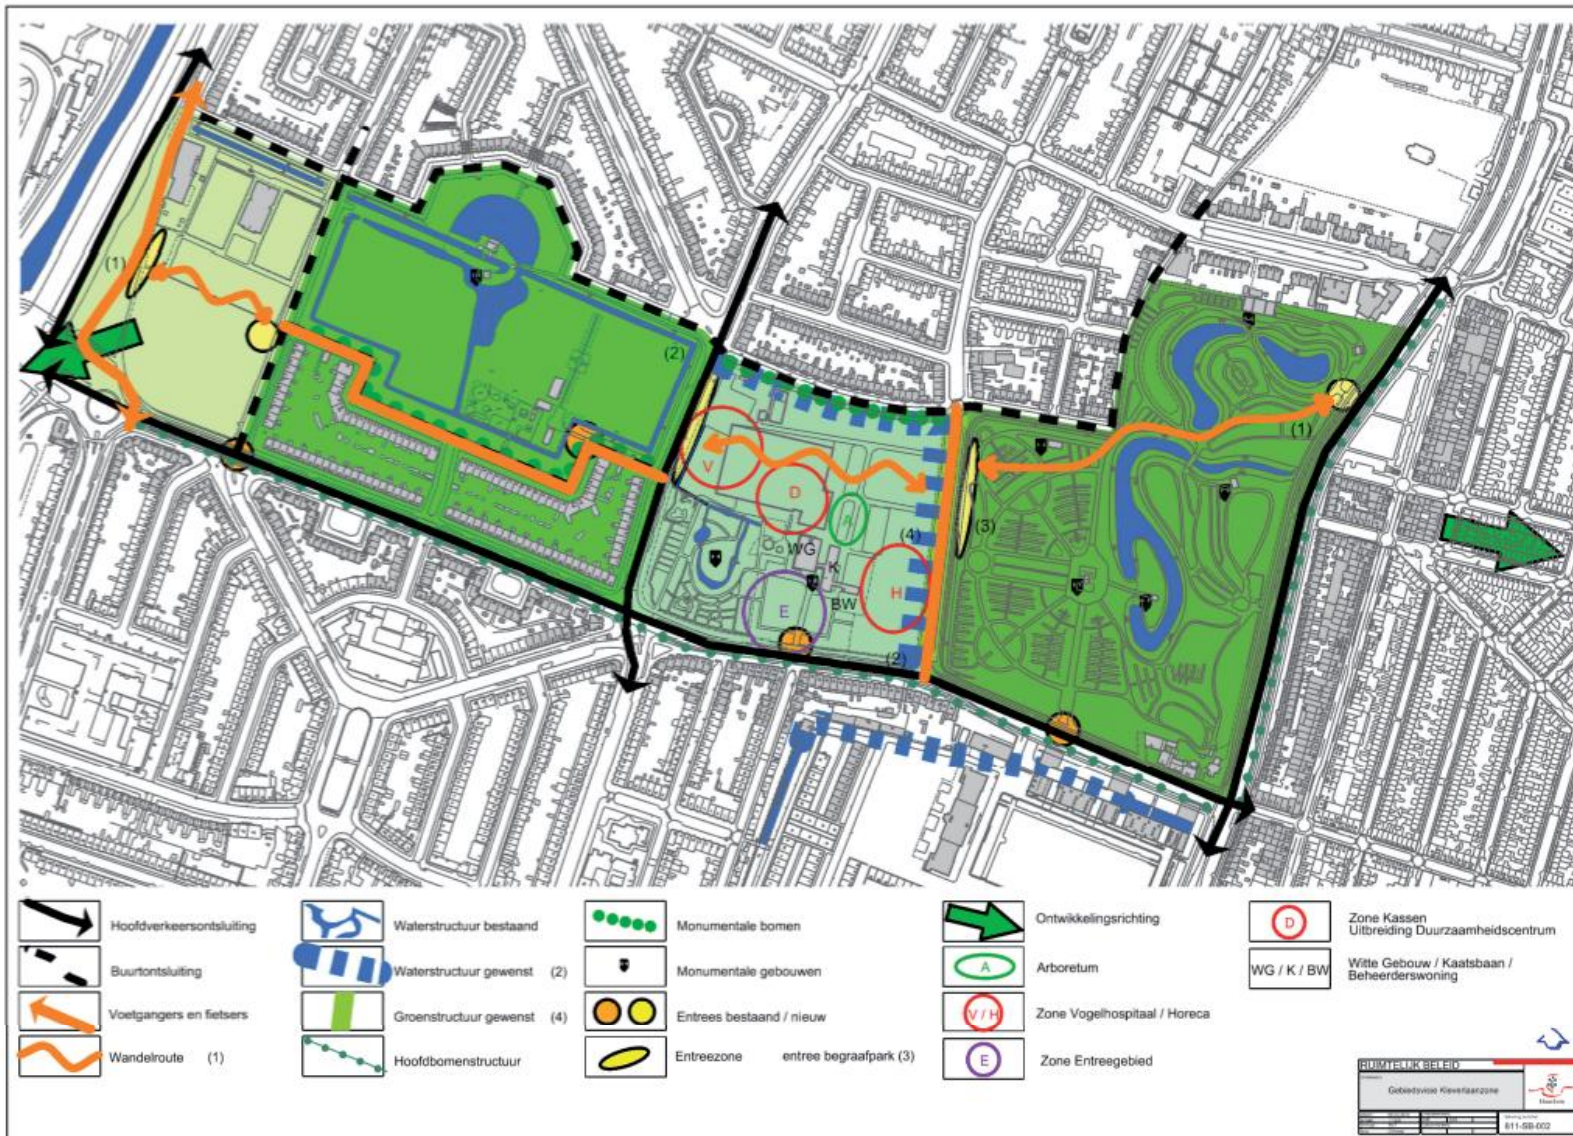 (1)
(2)
(1)
V
D
A
(3)
(4)
WG
K
H
E
BW
(2)
Hoofdverkeersontsluiting
Buurtontsluiting
Voetgangers en fietsers
Wandelroute (1)
Waterstructuur bestaand
Waterstructuur gewenst (2)
Groenstructuur gewenst (4)
Hoofdbomenstructuur
Monumentale bomen
Monumentale gebouwen
Entrees bestaand / nieuw
Entreezone entree begraafpark (3)
Ontwikkelingsrichting
A
Arboretum
V / H
Zone Vogelhospitaal / Horeca
E
Zone Entreegebied
D
Zone Kassen
Uitbreiding Duurzaamheidscentrum
WG / K / BW
Witte Gebouw / Kaatsbaan /
Beheerderswoning
RUIMTELIJK BELEID
Gebiedsvisie Kleverlaanzone
Haarlem
611-SB-002